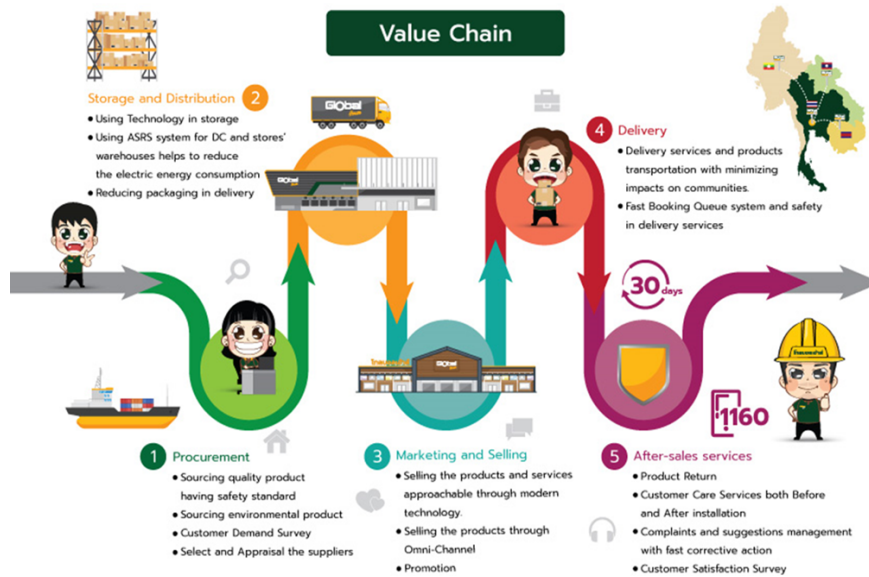 Value Chain
Storage and Distribution 2
• Using Technology in storage
• Using ASRS system for DC and stores'
warehouses helps to reduce
the electric energy consumption
• Reducing packaging in delivery
Global
Global
4 Delivery
• Delivery services and products
transportation with minimizing
impacts on communities.
• Fast Booking Queue system and safety
in delivery services
30 days
Global
1160
1 Procurement
• Sourcing quality product
having safety standard
• Sourcing environmental product
• Customer Demand Survey
• Select and Appraisal the suppliers
3 Marketing and Selling
• Selling the products and services
approachable through modern
technology.
• Selling the products through
Omni-Channel
• Promotion
5 After-sales services
• Product Return
• Customer Care Services both Before
and After installation
• Complaints and suggestions management
with fast corrective action
• Customer Satisfaction Survey